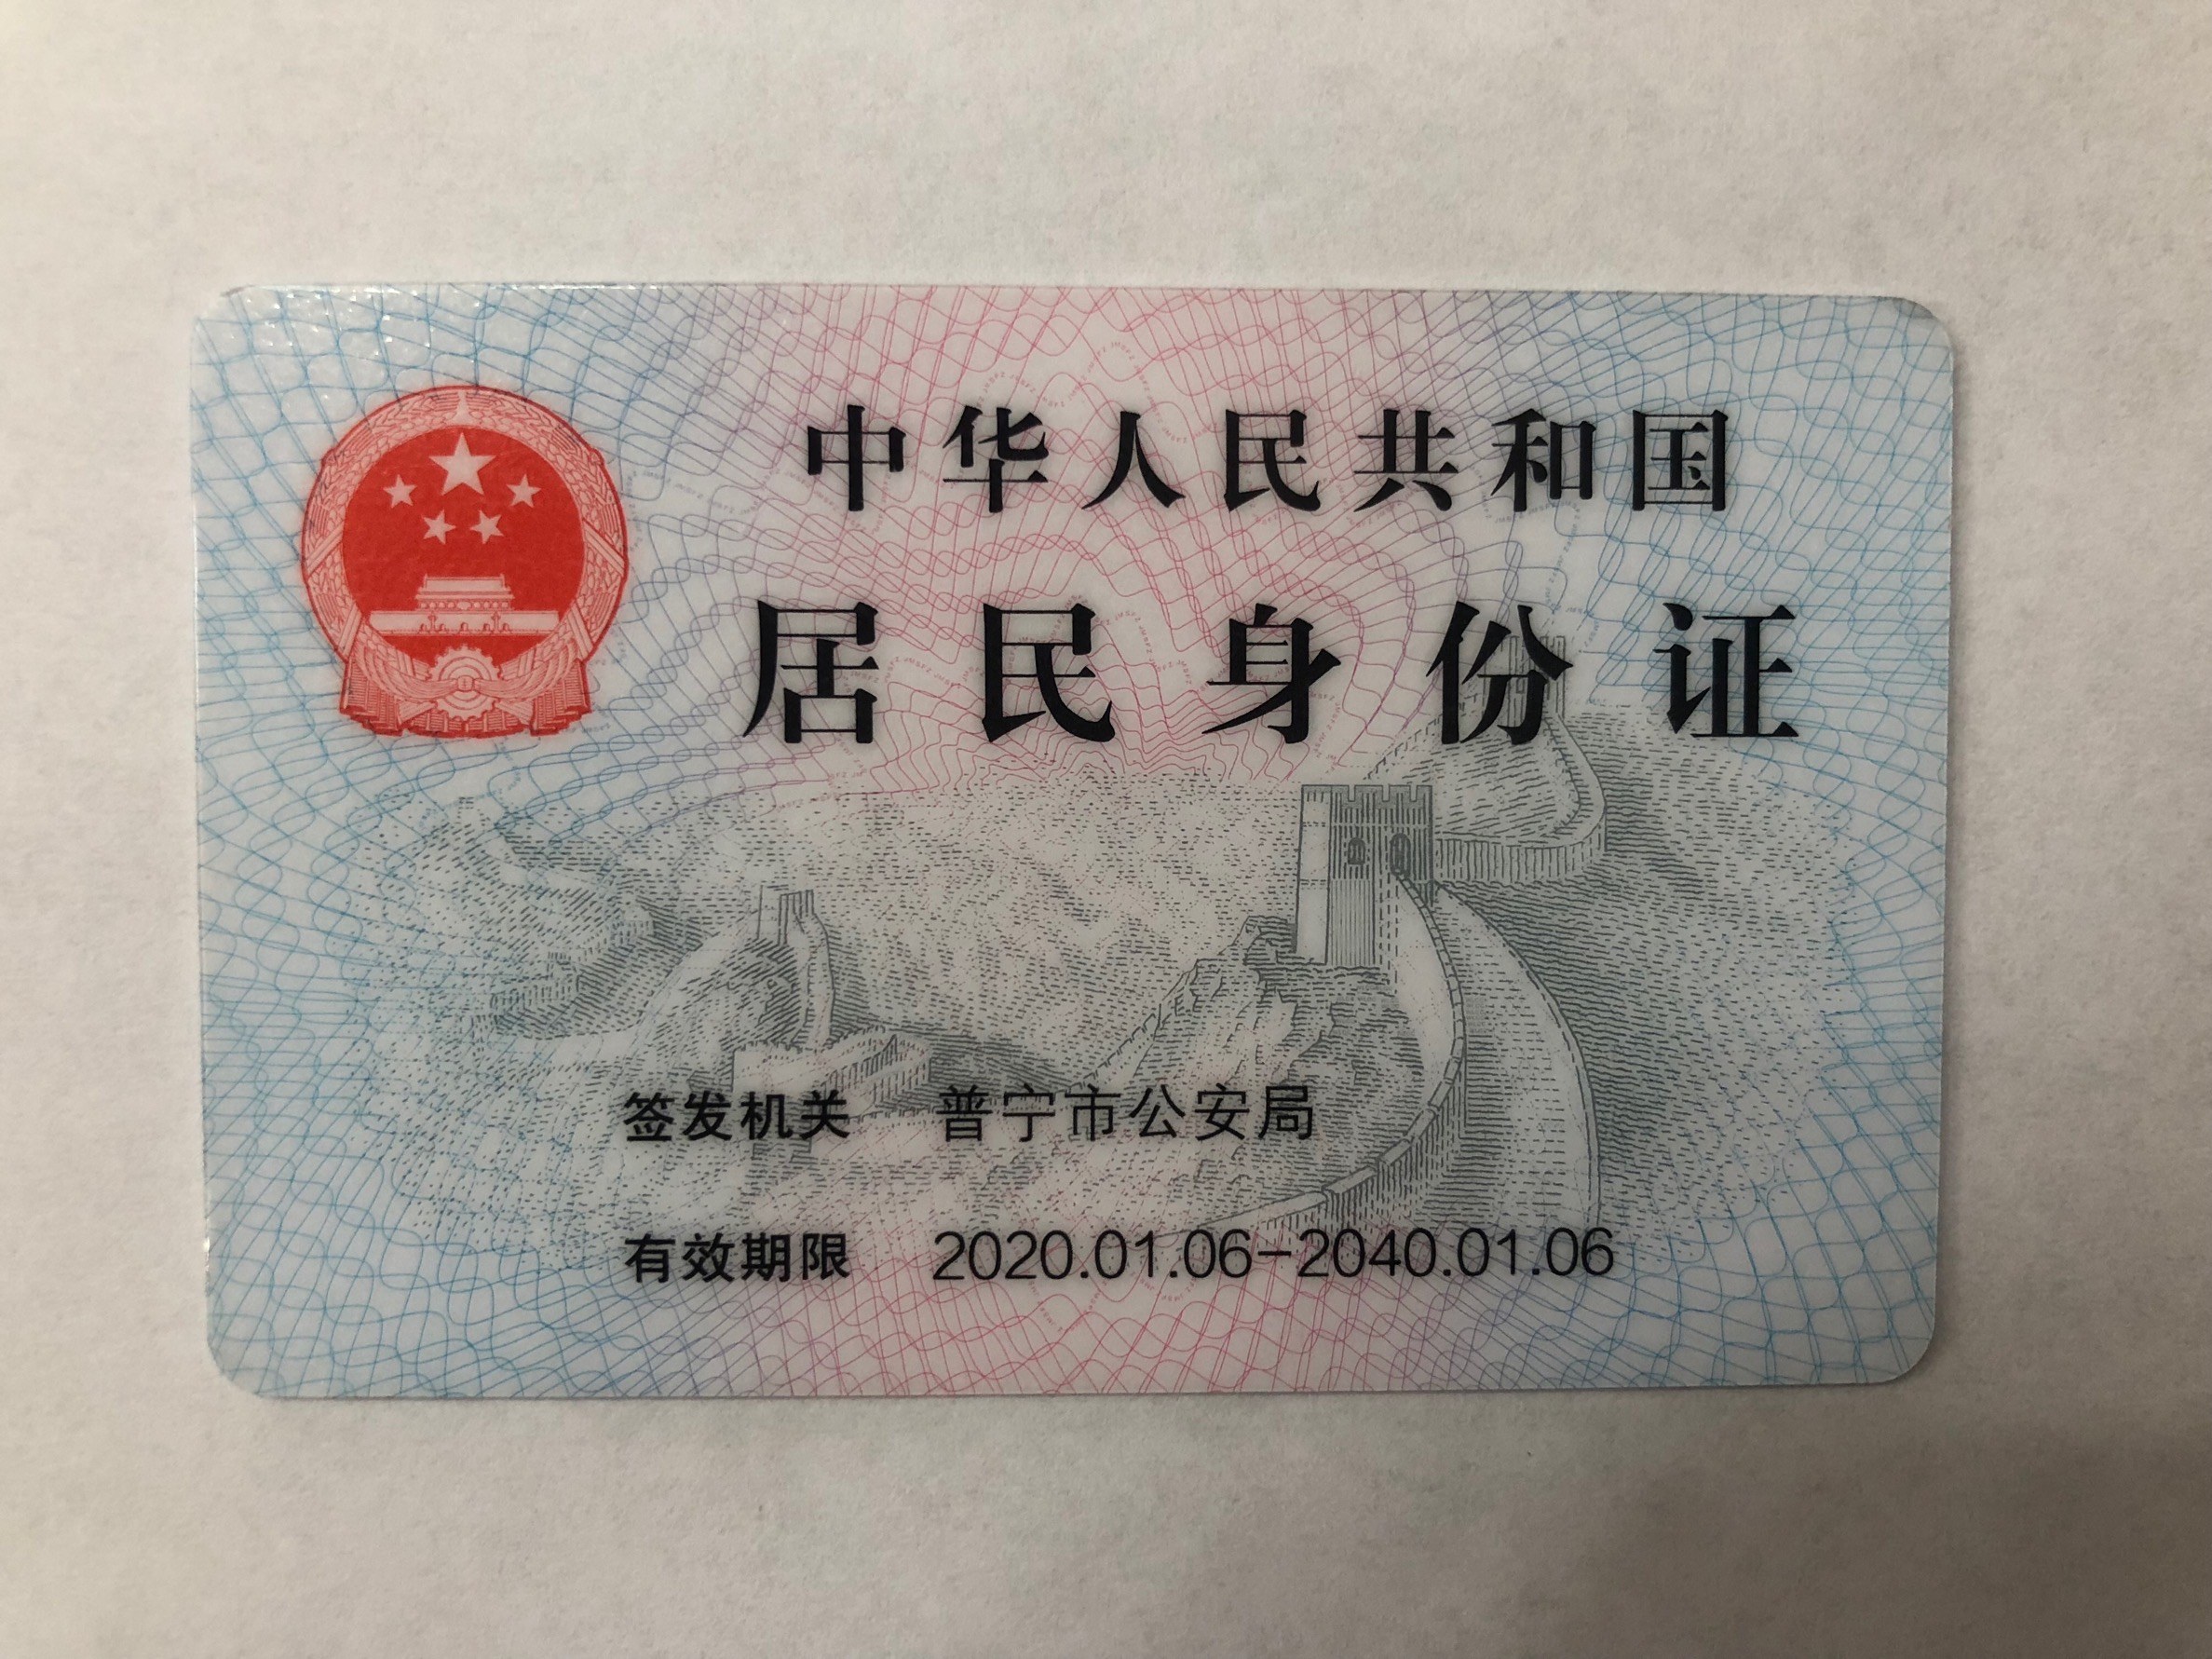 中华人民共和国
居民身份证
签发机关 普宁市公安局
有效期限 2020.01.06-2040.01.06